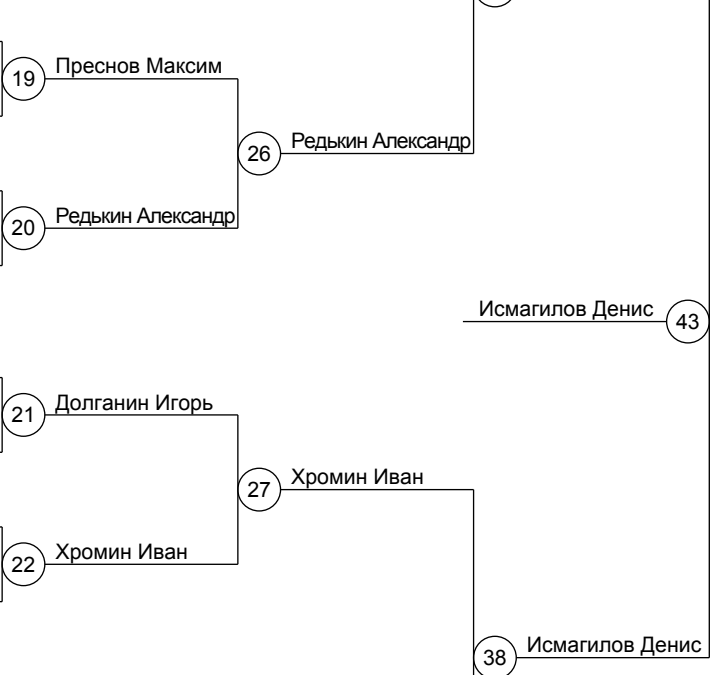 19 Преснов Максим
26 Редькин Александр
20 Редькин Александр
Исмагилов Денис 43
21 Долганин Игорь
27 Хромин Иван
22 Хромин Иван
38 Исмагилов Денис